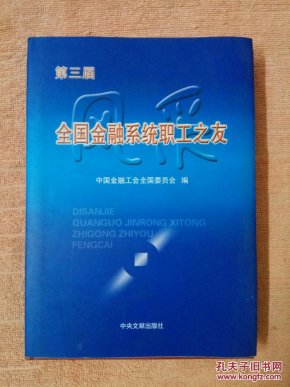 第三届
风采
全国金融系统职工之友
中国金融工会全国委员会 编
DISANJIE
QUANGUO JINRONG XITONG
ZHIGONG ZHIYOU
FENGCAI
中央文献出版社
孔夫子旧书网